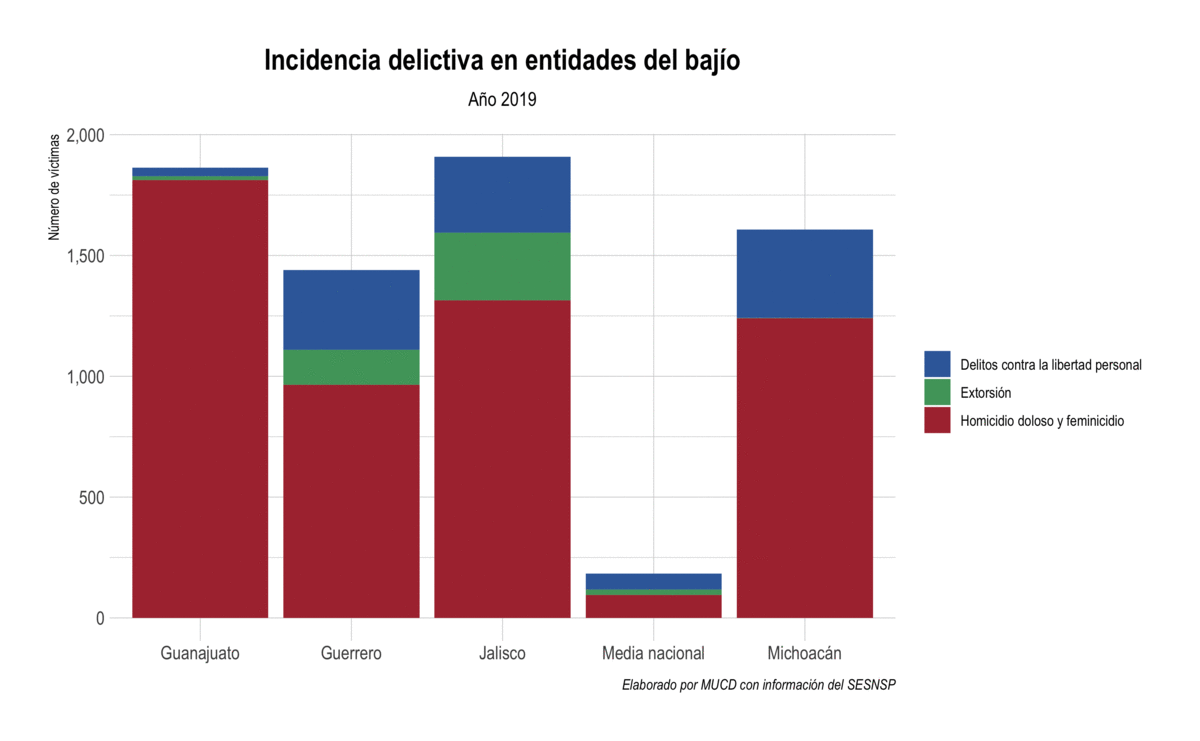 Incidencia delictiva en entidades del bajío
Año 2019
Número de víctimas
2,000
1,500
1,000
500
0
Guanajuato
Guerrero
Jalisco
Media nacional
Michoacán
Delitos contra la libertad personal
Extorsión
Homicidio doloso y feminicidio
Elaborado por MUCD con información del SESNSP